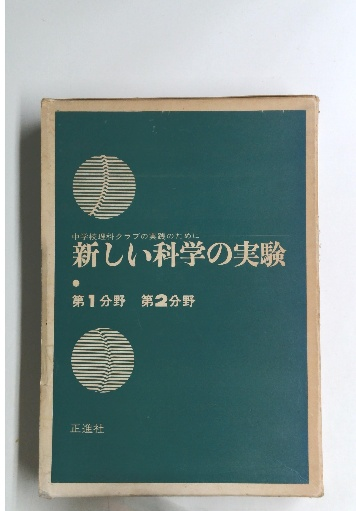 中学校理科クラブの実践のために
新しい科学の実験
第1分野 第2分野
正進社